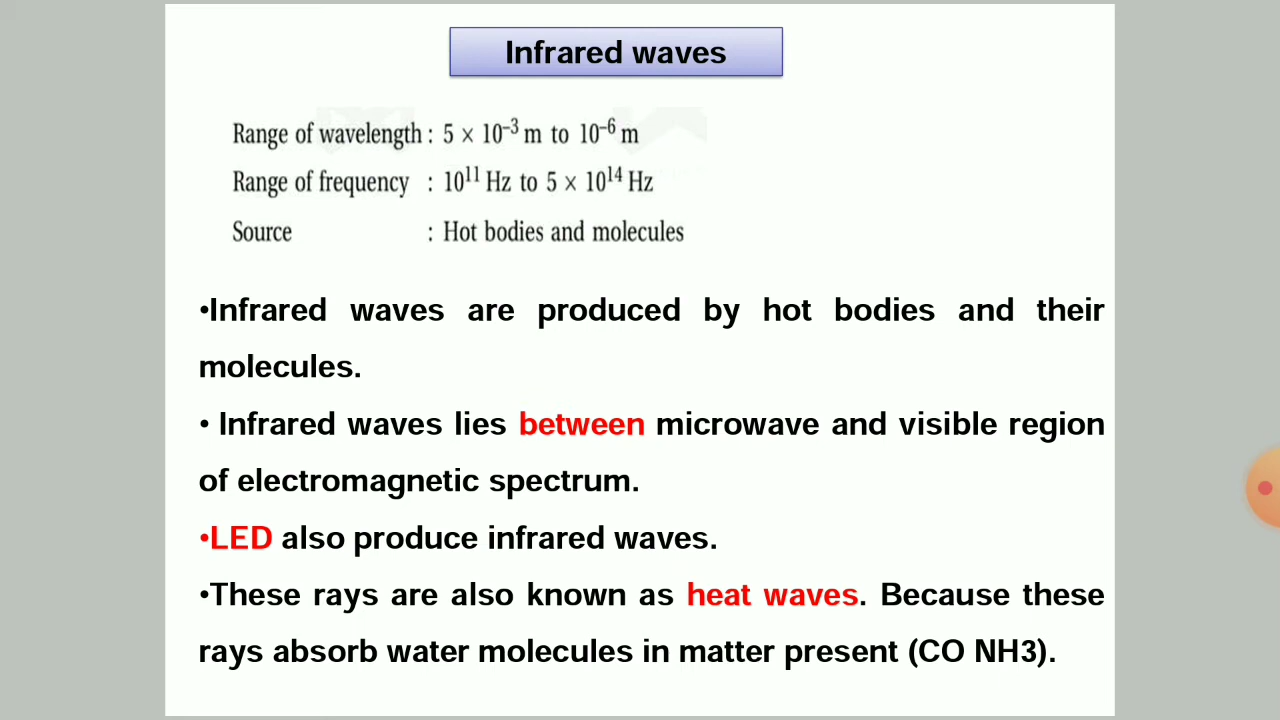 Infrared waves
Range of wavelength : 5 × 10⁻³ m to 10⁻⁶ m
Range of frequency : 10¹¹ Hz to 5 × 10¹⁴ Hz
Source : Hot bodies and molecules
•Infrared waves are produced by hot bodies and their
molecules.
• Infrared waves lies between microwave and visible region
of electromagnetic spectrum.
•LED also produce infrared waves.
•These rays are also known as heat waves. Because these
rays absorb water molecules in matter present (CO NH3).